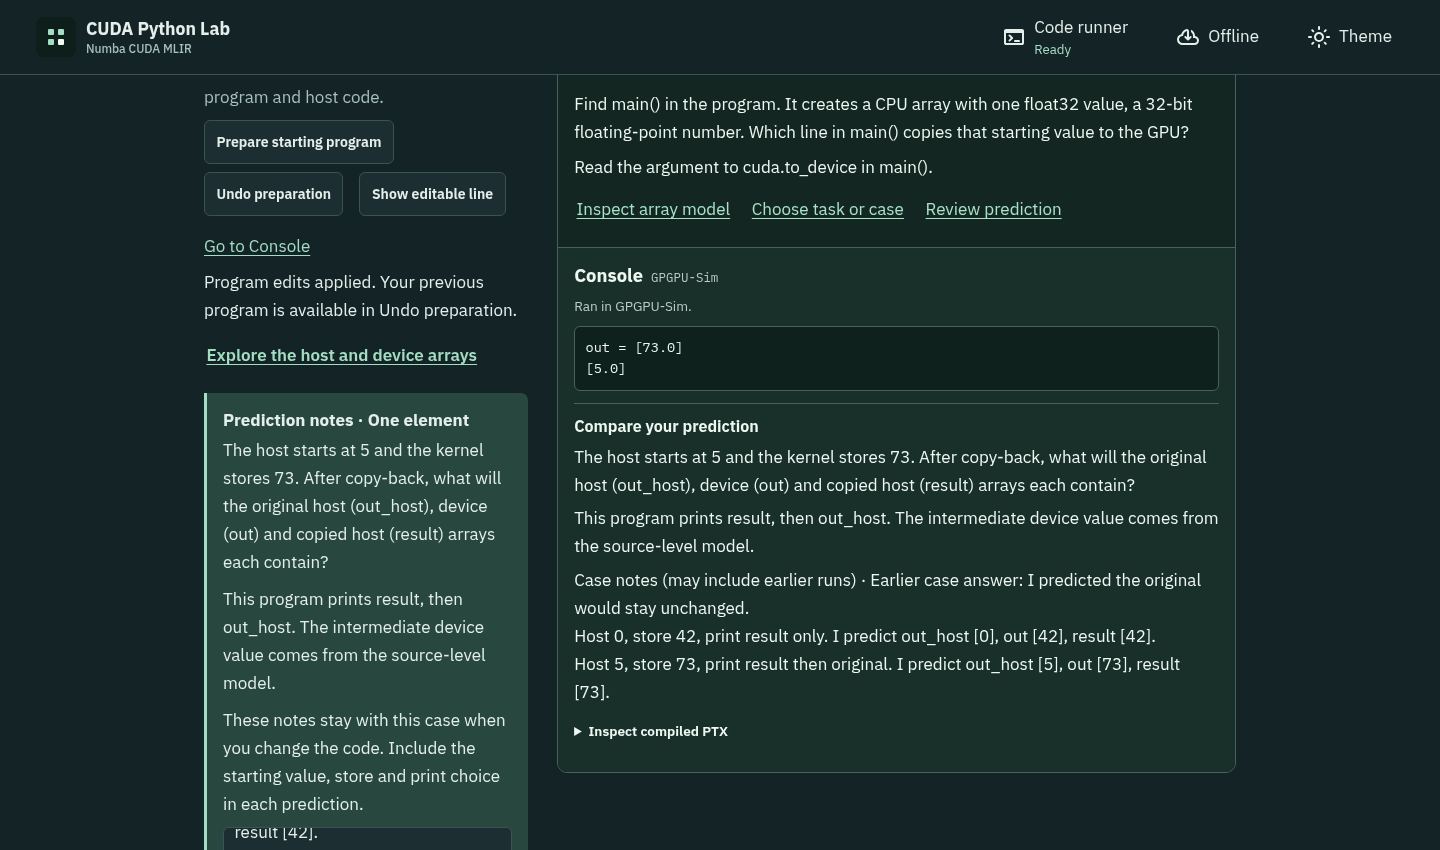 CUDA Python Lab
Numba CUDA MLIR
Code runner
Ready
Offline
Theme
program and host code.
Prepare starting program
Undo preparation
Show editable line
Go to Console
Program edits applied. Your previous
program is available in Undo preparation.
Explore the host and device arrays
Prediction notes · One element
The host starts at 5 and the kernel
stores 73. After copy-back, what will
the original host (out_host), device
(out) and copied host (result) arrays
each contain?
This program prints result, then
out_host. The intermediate device
value comes from the source-level
model.
These notes stay with this case when
you change the code. Include the
starting value, store and print choice
in each prediction.
result [42].
Find main() in the program. It creates a CPU array with one float32 value, a 32-bit
floating-point number. Which line in main() copies that starting value to the GPU?
Read the argument to cuda.to_device in main().
Inspect array model
Choose task or case
Review prediction
Console GPGPU-Sim
Ran in GPGPU-Sim.
out = [73.0]
[5.0]
Compare your prediction
The host starts at 5 and the kernel stores 73. After copy-back, what will the original
host (out_host), device (out) and copied host (result) arrays each contain?
This program prints result, then out_host. The intermediate device value comes from
the source-level model.
Case notes (may include earlier runs) · Earlier case answer: I predicted the original
would stay unchanged.
Host 0, store 42, print result only. I predict out_host [0], out [42], result [42].
Host 5, store 73, print result then original. I predict out_host [5], out [73], result
[73].
Inspect compiled PTX